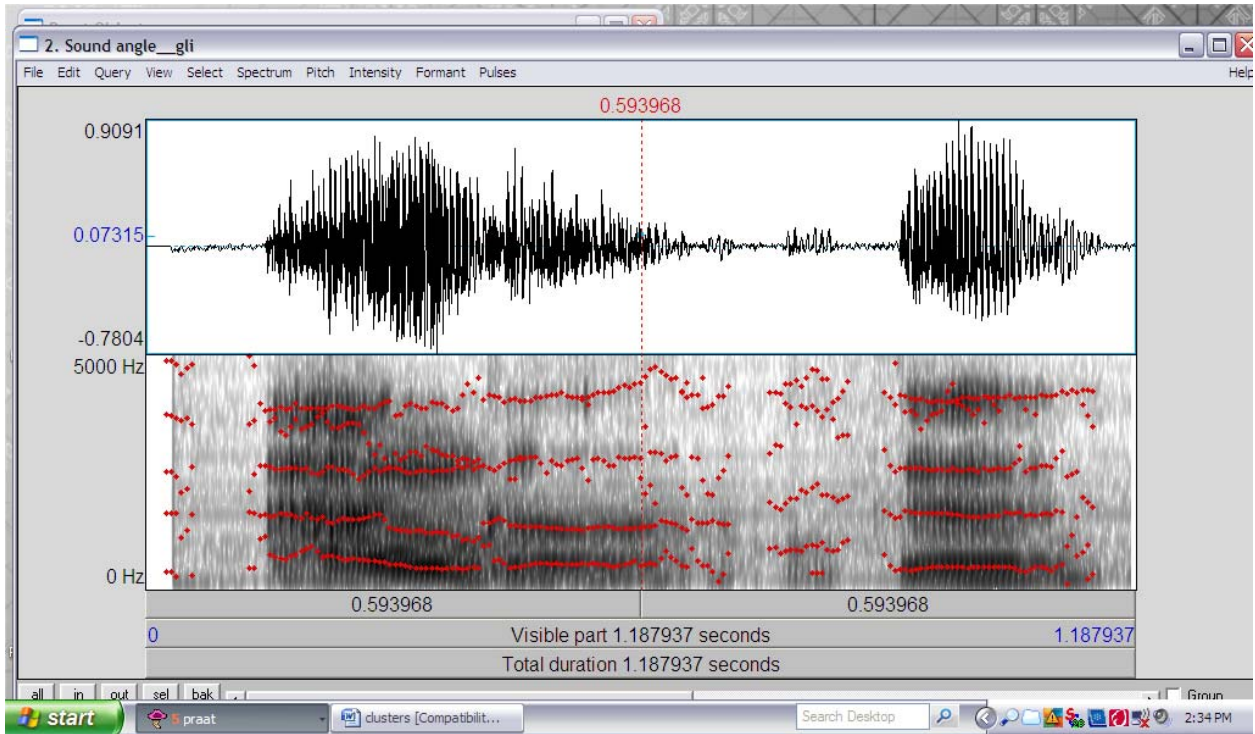 2. Sound angle__gli
File Edit Query View Select Spectrum Pitch Intensity Formant Pulses Help
0.593968
0.9091
0.07315
-0.7804
5000 Hz
0 Hz
0.593968 0.593968
0 Visible part 1.187937 seconds 1.187937
Total duration 1.187937 seconds
all in out sel bak Group
start 5 praat clusters [Compatibilit... Search Desktop 2:34 PM